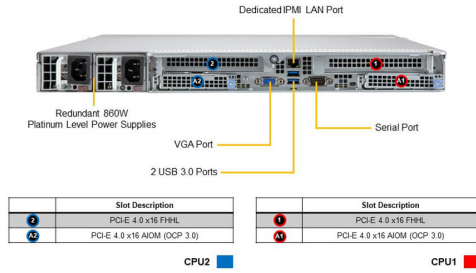 Dedicated IPMI LAN Port
2
1
A2
A1
Redundant 860W
Platinum Level Power Supplies
VGA Port
Serial Port
2 USB 3.0 Ports
Slot Description
2 PCI-E 4.0 x16 FHHL
A2 PCI-E 4.0 x16 AIOM (OCP 3.0)
CPU2
Slot Description
1 PCI-E 4.0 x16 FHHL
A1 PCI-E 4.0 x16 AIOM (OCP 3.0)
CPU1